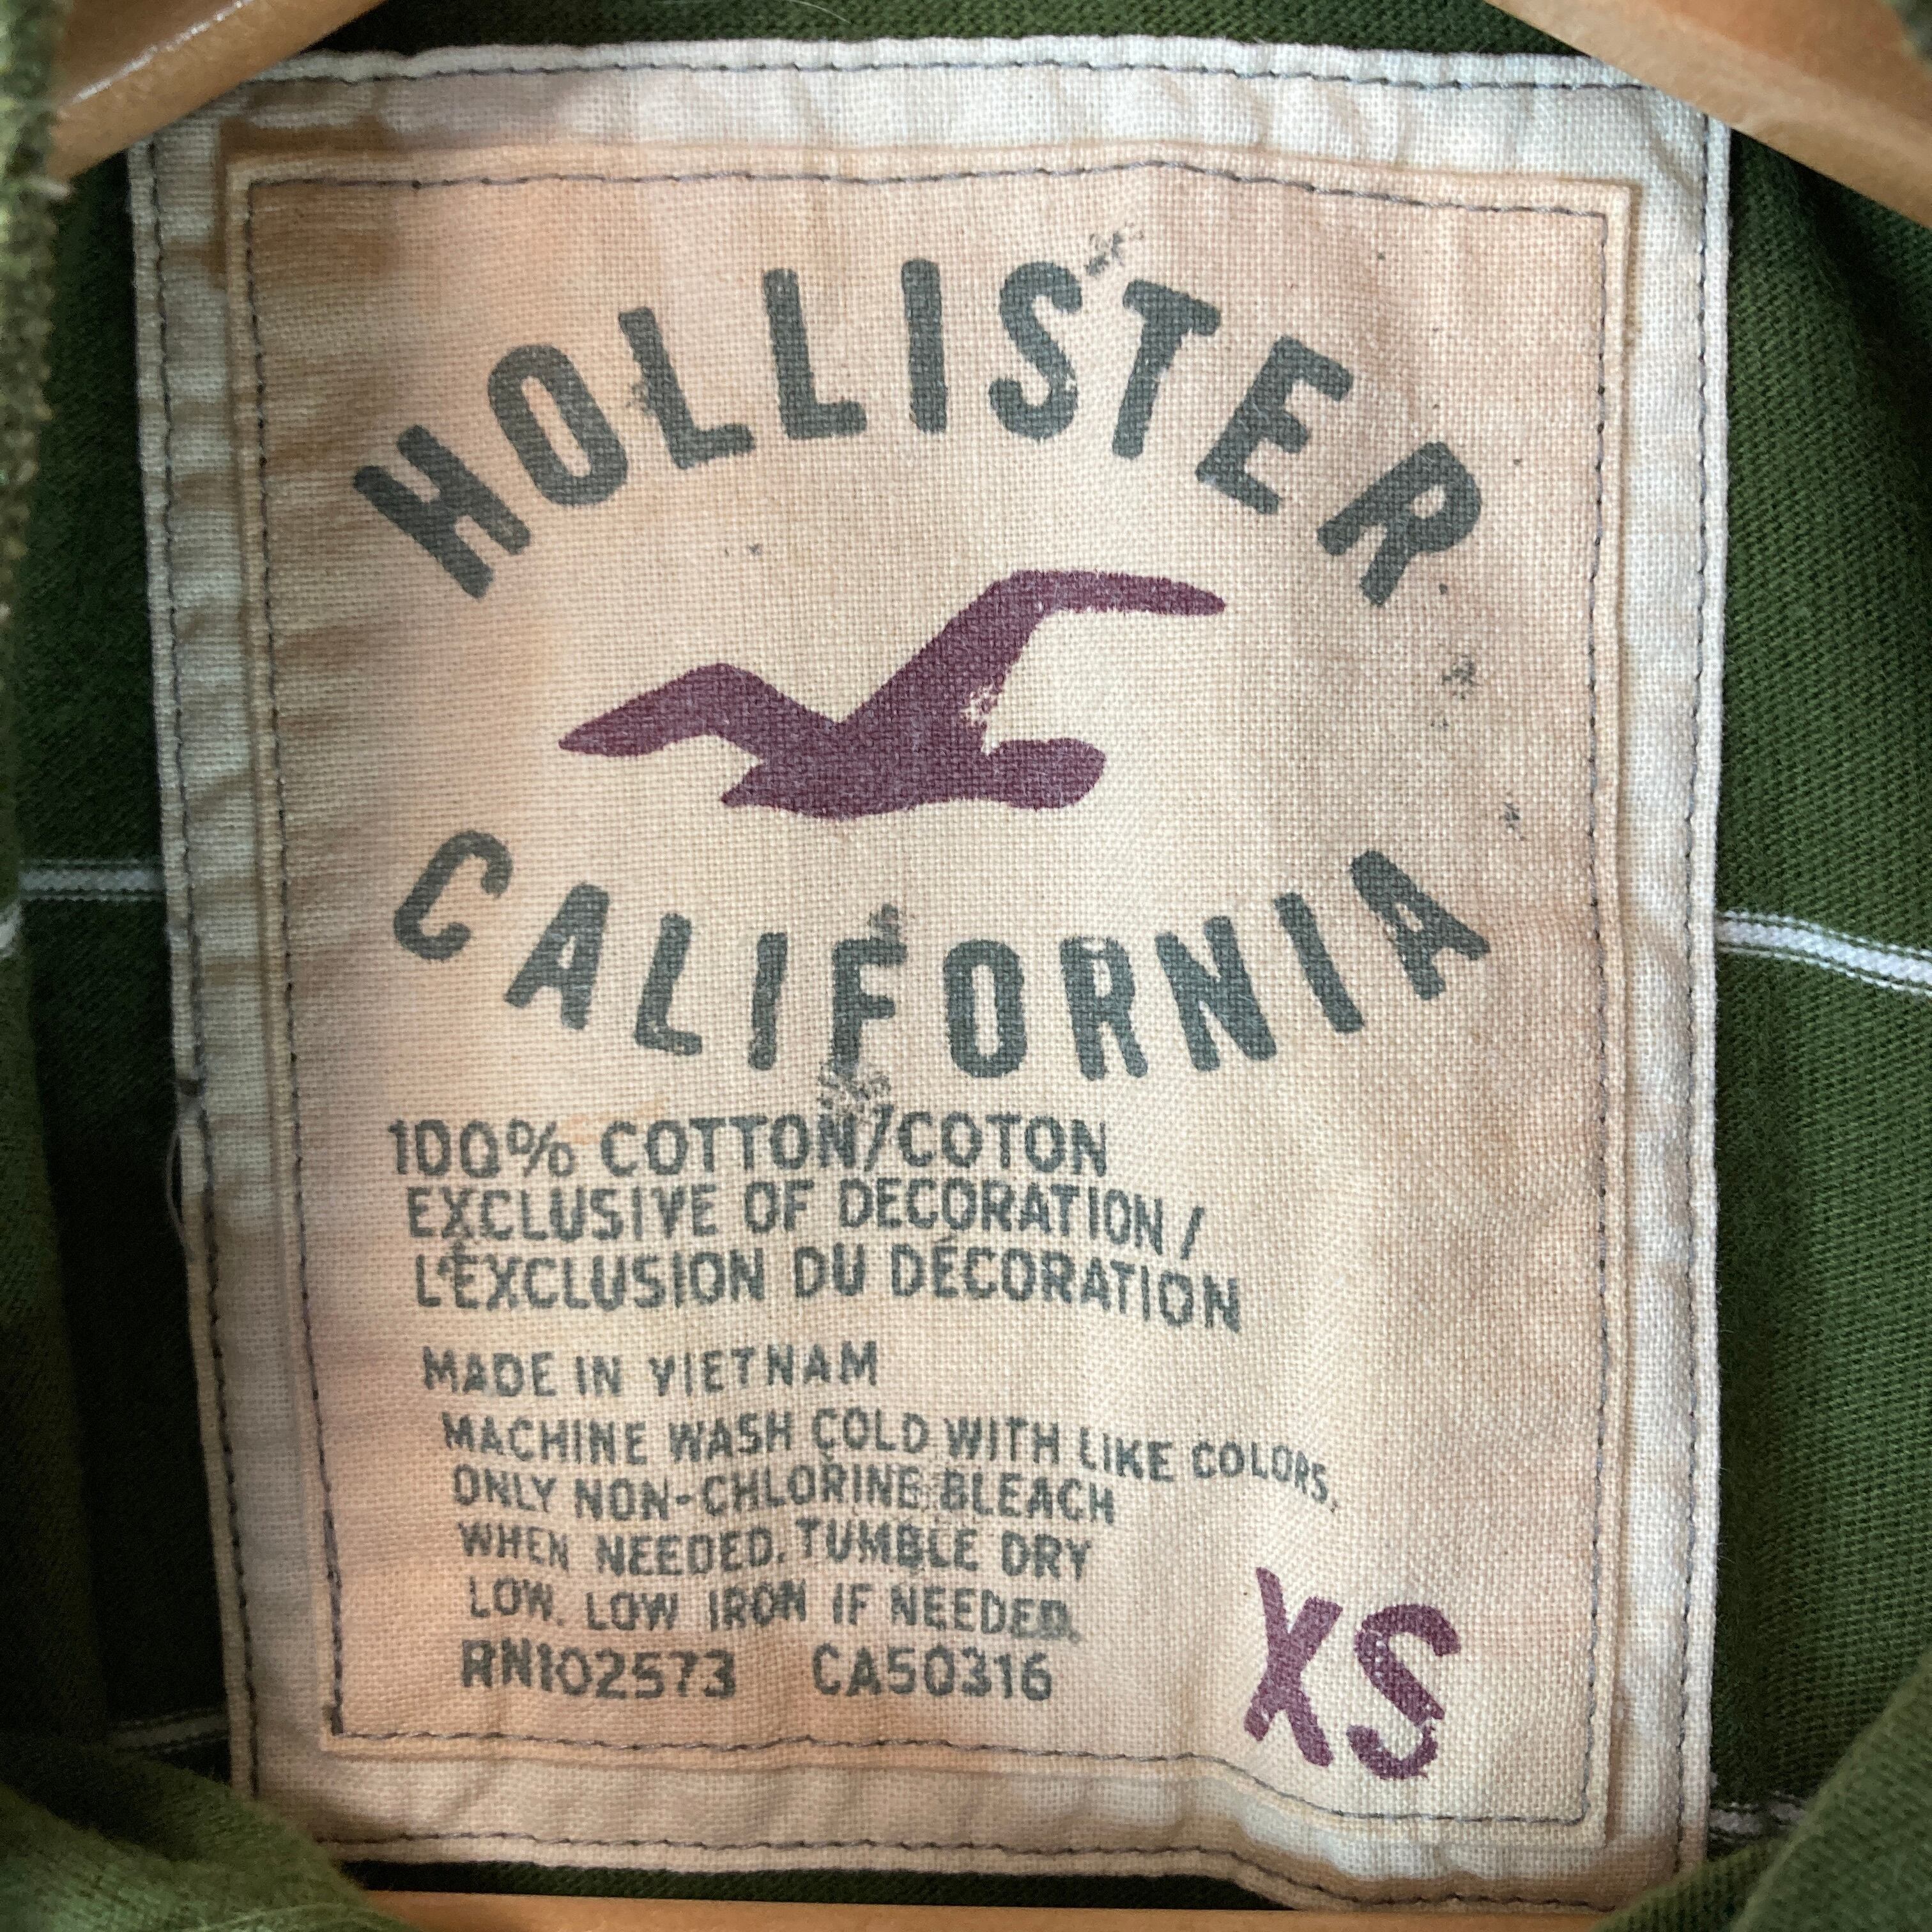 HOLLISTER
CALIFORNIA
100% COTTON/COTON
EXCLUSIVE OF DECORATION/
L'EXCLUSION DU DÉCORATION
MADE IN VIETNAM
MACHINE WASH COLD WITH LIKE COLORS.
ONLY NON-CHLORINE BLEACH
WHEN NEEDED. TUMBLE DRY
LOW. LOW IRON IF NEEDED.
RN102573 CA50316
XS